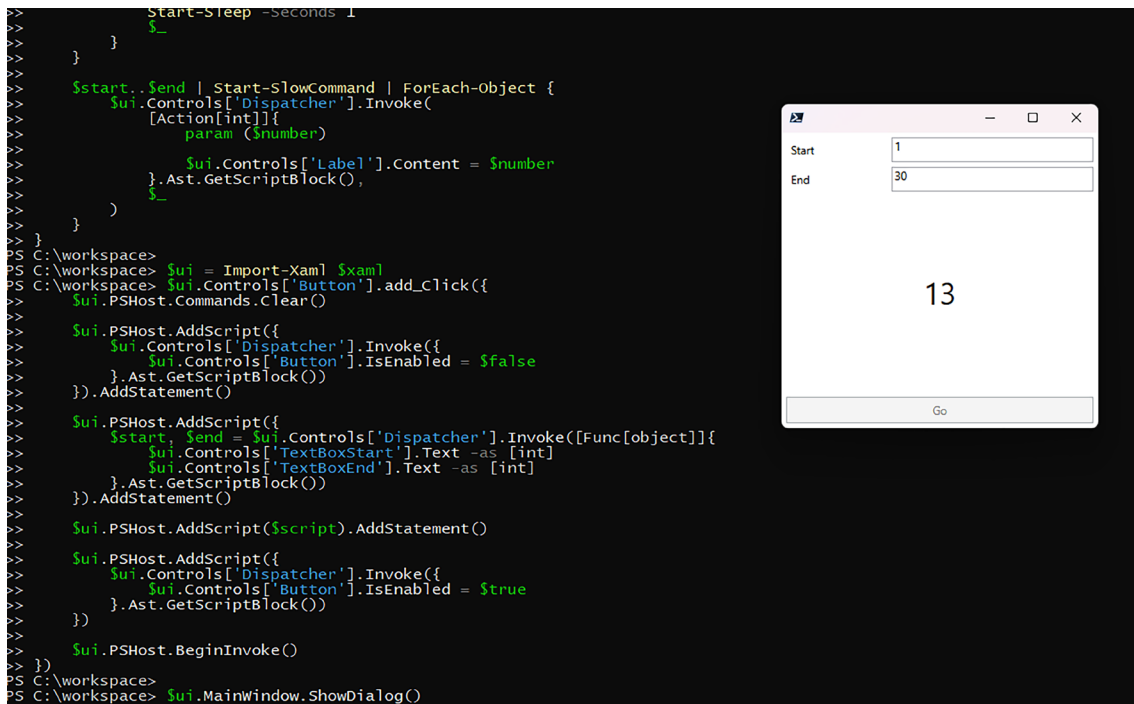 >>             Start-Sleep -Seconds 1
>>             $_
>>         }
>>     }
>>
>>     $start..$end | Start-SlowCommand | ForEach-Object {
>>         $ui.Controls['Dispatcher'].Invoke(
>>             [Action[int]]{
>>                 param ($number)
>>
>>                 $ui.Controls['Label'].Content = $number
>>             }.Ast.GetScriptBlock(),
>>             $_
>>         )
>>     }
>> }
PS C:\workspace>
PS C:\workspace> $ui = Import-Xaml $xaml
PS C:\workspace> $ui.Controls['Button'].add_Click({
>>     $ui.PSHost.Commands.Clear()
>>
>>     $ui.PSHost.AddScript({
>>         $ui.Controls['Dispatcher'].Invoke({
>>             $ui.Controls['Button'].IsEnabled = $false
>>         }.Ast.GetScriptBlock())
>>     }).AddStatement()
>>
>>     $ui.PSHost.AddScript({
>>         $start, $end = $ui.Controls['Dispatcher'].Invoke([Func[object]]{
>>             $ui.Controls['TextBoxStart'].Text -as [int]
>>             $ui.Controls['TextBoxEnd'].Text -as [int]
>>         }.Ast.GetScriptBlock())
>>     }).AddStatement()
>>
>>     $ui.PSHost.AddScript($script).AddStatement()
>>
>>     $ui.PSHost.AddScript({
>>         $ui.Controls['Dispatcher'].Invoke({
>>             $ui.Controls['Button'].IsEnabled = $true
>>         }.Ast.GetScriptBlock())
>>     })
>>
>>     $ui.PSHost.BeginInvoke()
>> })
PS C:\workspace>
PS C:\workspace> $ui.MainWindow.ShowDialog()
Start 1
End 30
13
Go